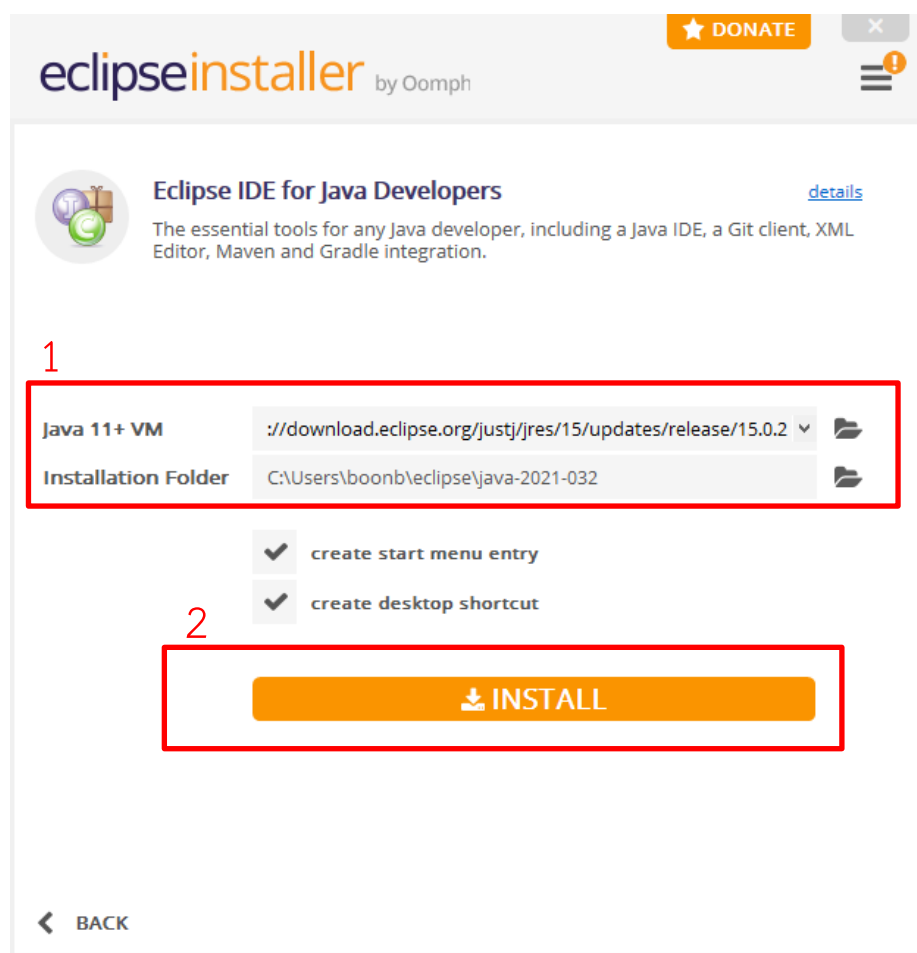 DONATE
eclipseinstaller by Oomph
Eclipse IDE for Java Developers details
The essential tools for any Java developer, including a Java IDE, a Git client, XML
Editor, Maven and Gradle integration.
1
Java 11+ VM ://download.eclipse.org/justj/jres/15/updates/release/15.0.2
Installation Folder C:\Users\boonb\eclipse\java-2021-032
create start menu entry
create desktop shortcut
2
INSTALL
BACK